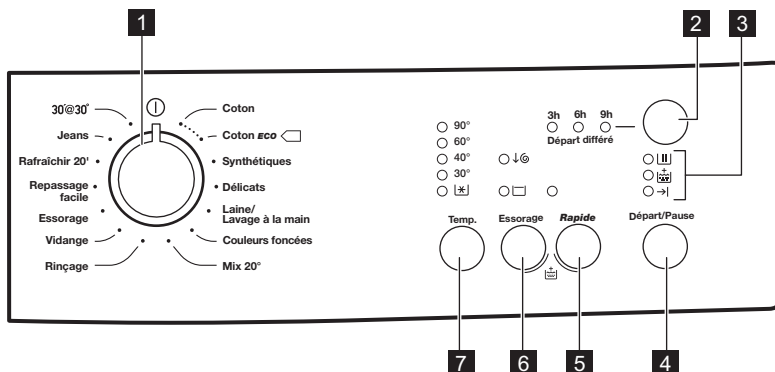 1
2
3
30'@30°
Coton
Jeans
Coton ECO
Rafraîchir 20'
Synthétiques
Repassage
facile
Délicats
Essorage
Laine/
Lavage à la main
Vidange
Couleurs foncées
Rinçage
Mix 20°
90°
60°
40°
30°
3h 6h 9h
Départ différé
Temp.
Essorage
Rapide
Départ/Pause
7
6
5
4